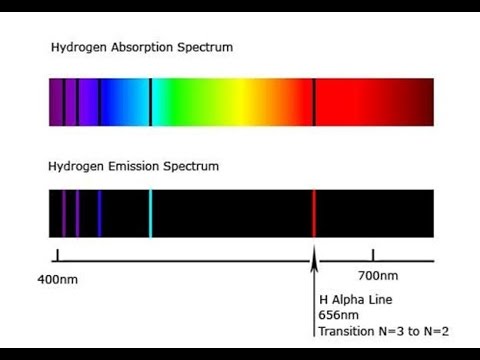 Hydrogen Absorption Spectrum
Hydrogen Emission Spectrum
400nm
700nm
H Alpha Line
656nm
Transition N=3 to N=2